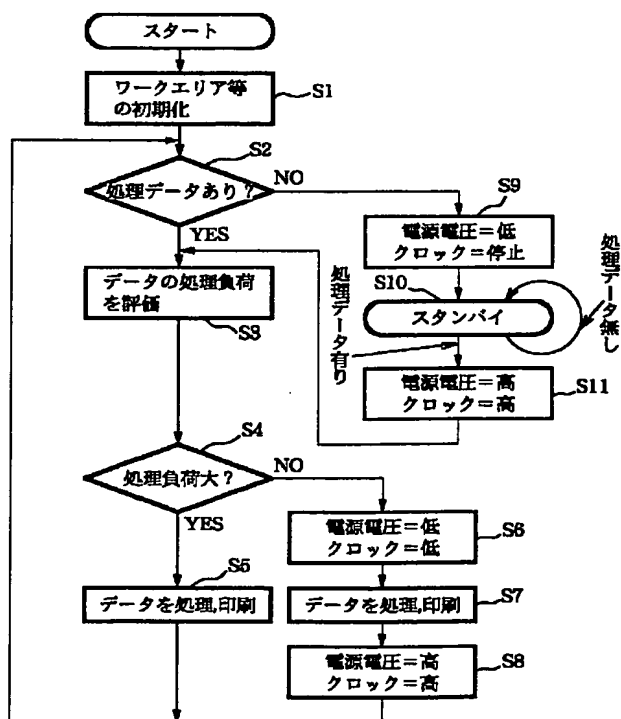 スタート
ワークエリア等
の初期化
S1
S2
処理データあり?
NO
YES
S9
電源電圧=低
クロック=停止
データの処理負荷
を評価
S3
S10
スタンバイ
処理データ無し
処理データ有り
電源電圧=高
クロック=高
S11
S4
処理負荷大?
NO
YES
電源電圧=低
クロック=低
S6
S5
データを処理,印刷
データを処理,印刷
S7
電源電圧=高
クロック=高
S8